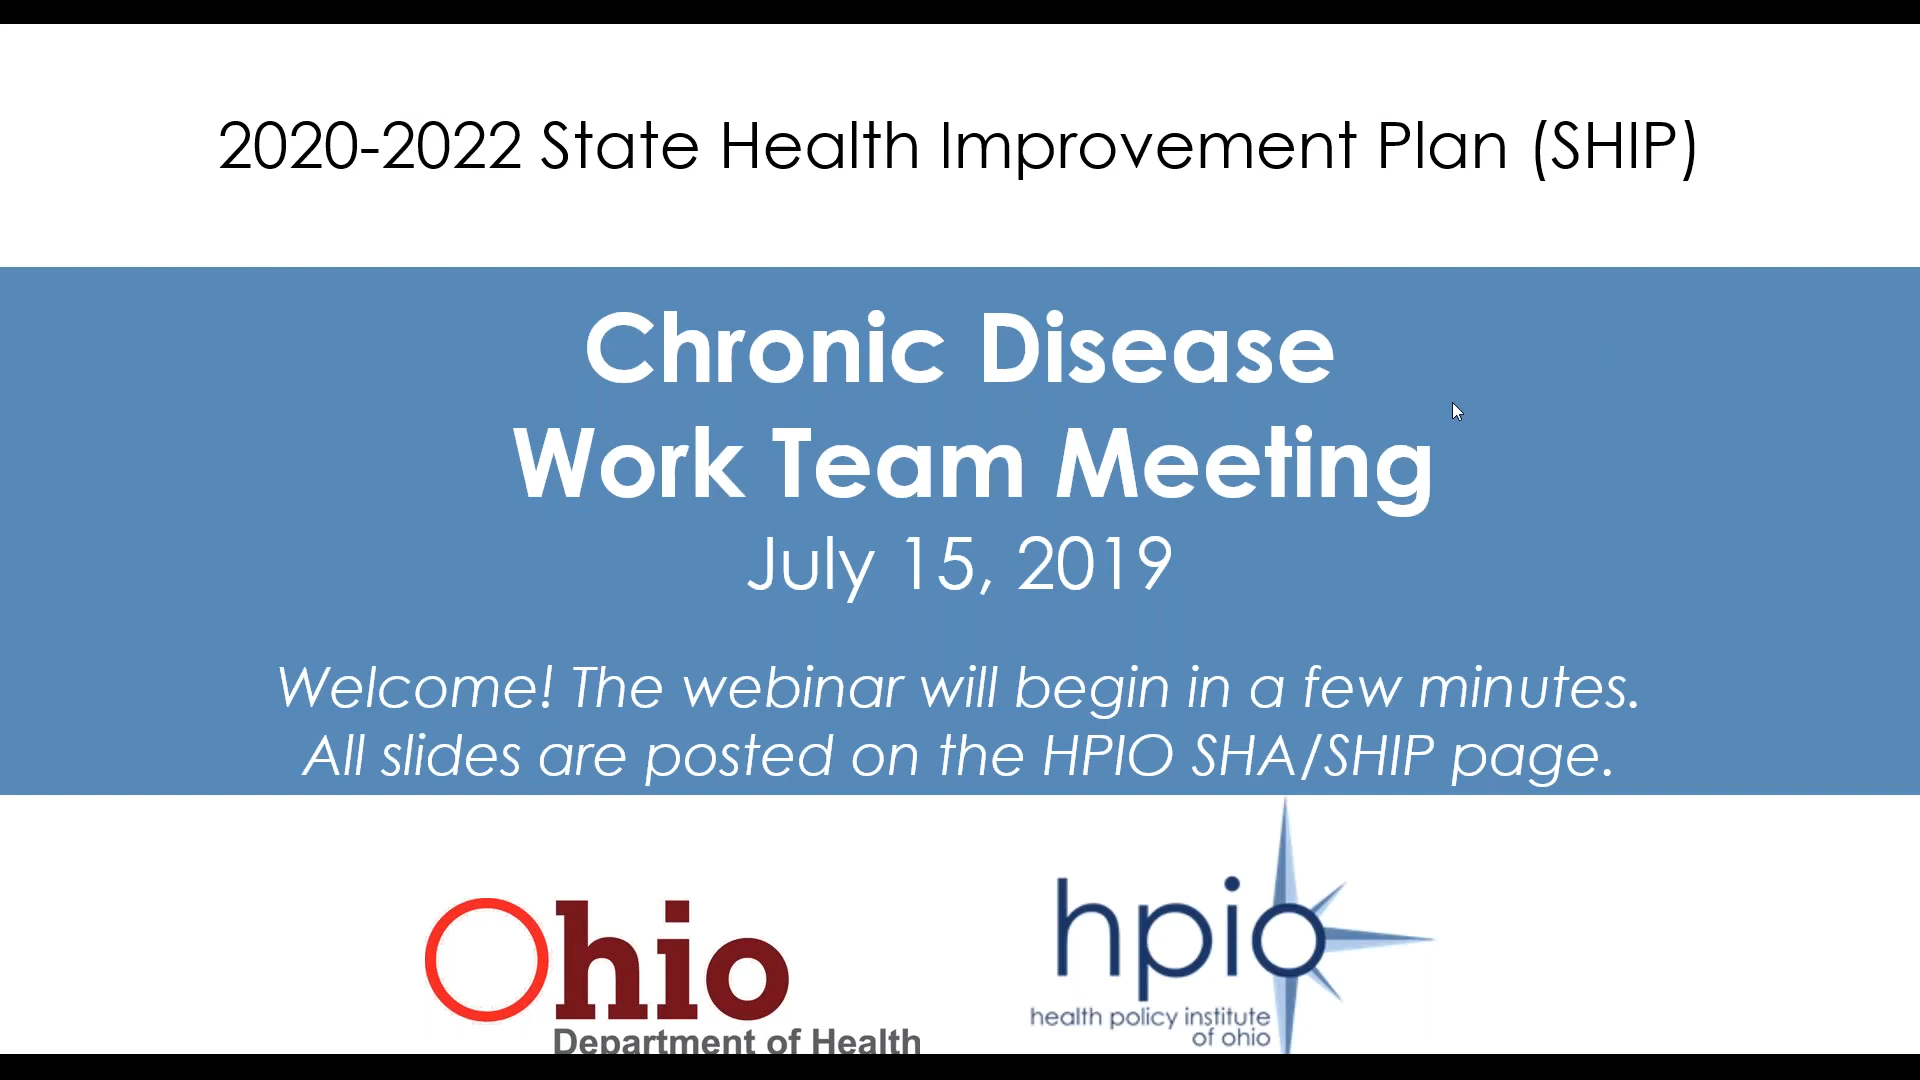 2020-2022 State Health Improvement Plan (SHIP)
Chronic Disease
Work Team Meeting
July 15, 2019
Welcome! The webinar will begin in a few minutes.
All slides are posted on the HPIO SHA/SHIP page.
Ohio
Department of Health
hpio
health policy institute
of ohio